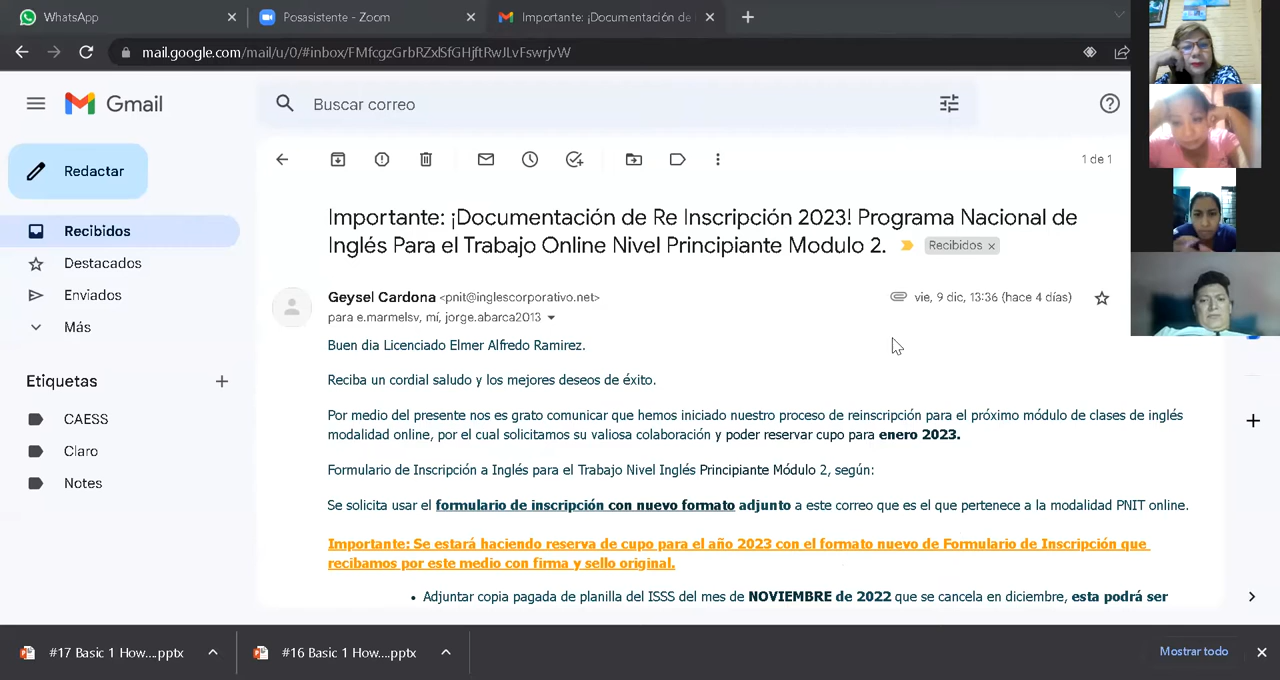 WhatsApp
Posasistente - Zoom
Importante: ¡Documentación de
mail.google.com/mail/u/0/#inbox/FMfcgzGrbRZxlSfGHjftRwJLvFswrjvW
Gmail
Buscar correo
Redactar
1 de 1
Recibidos
Destacados
Enviados
Más
Etiquetas
CAESS
Claro
Notes
Importante: ¡Documentación de Re Inscripción 2023! Programa Nacional de
Inglés Para el Trabajo Online Nivel Principiante Modulo 2. Recibidos
Geysel Cardona <pnit@inglescorporativo.net> vie, 9 dic, 13:36 (hace 4 días)
para e.marmelsv, mí, jorge.abarca2013
Buen dia Licenciado Elmer Alfredo Ramirez.
Reciba un cordial saludo y los mejores deseos de éxito.
Por medio del presente nos es grato comunicar que hemos iniciado nuestro proceso de reinscripción para el próximo módulo de clases de inglés
modalidad online, por el cual solicitamos su valiosa colaboración y poder reservar cupo para enero 2023.
Formulario de Inscripción a Inglés para el Trabajo Nivel Inglés Principiante Módulo 2, según:
Se solicita usar el formulario de inscripción con nuevo formato adjunto a este correo que es el que pertenece a la modalidad PNIT online.
Importante: Se estará haciendo reserva de cupo para el año 2023 con el formato nuevo de Formulario de Inscripción que
recibamos por este medio con firma y sello original.
• Adjuntar copia pagada de planilla del ISSS del mes de NOVIEMBRE de 2022 que se cancela en diciembre, esta podrá ser
#17 Basic 1 How....pptx
#16 Basic 1 How....pptx
Mostrar todo